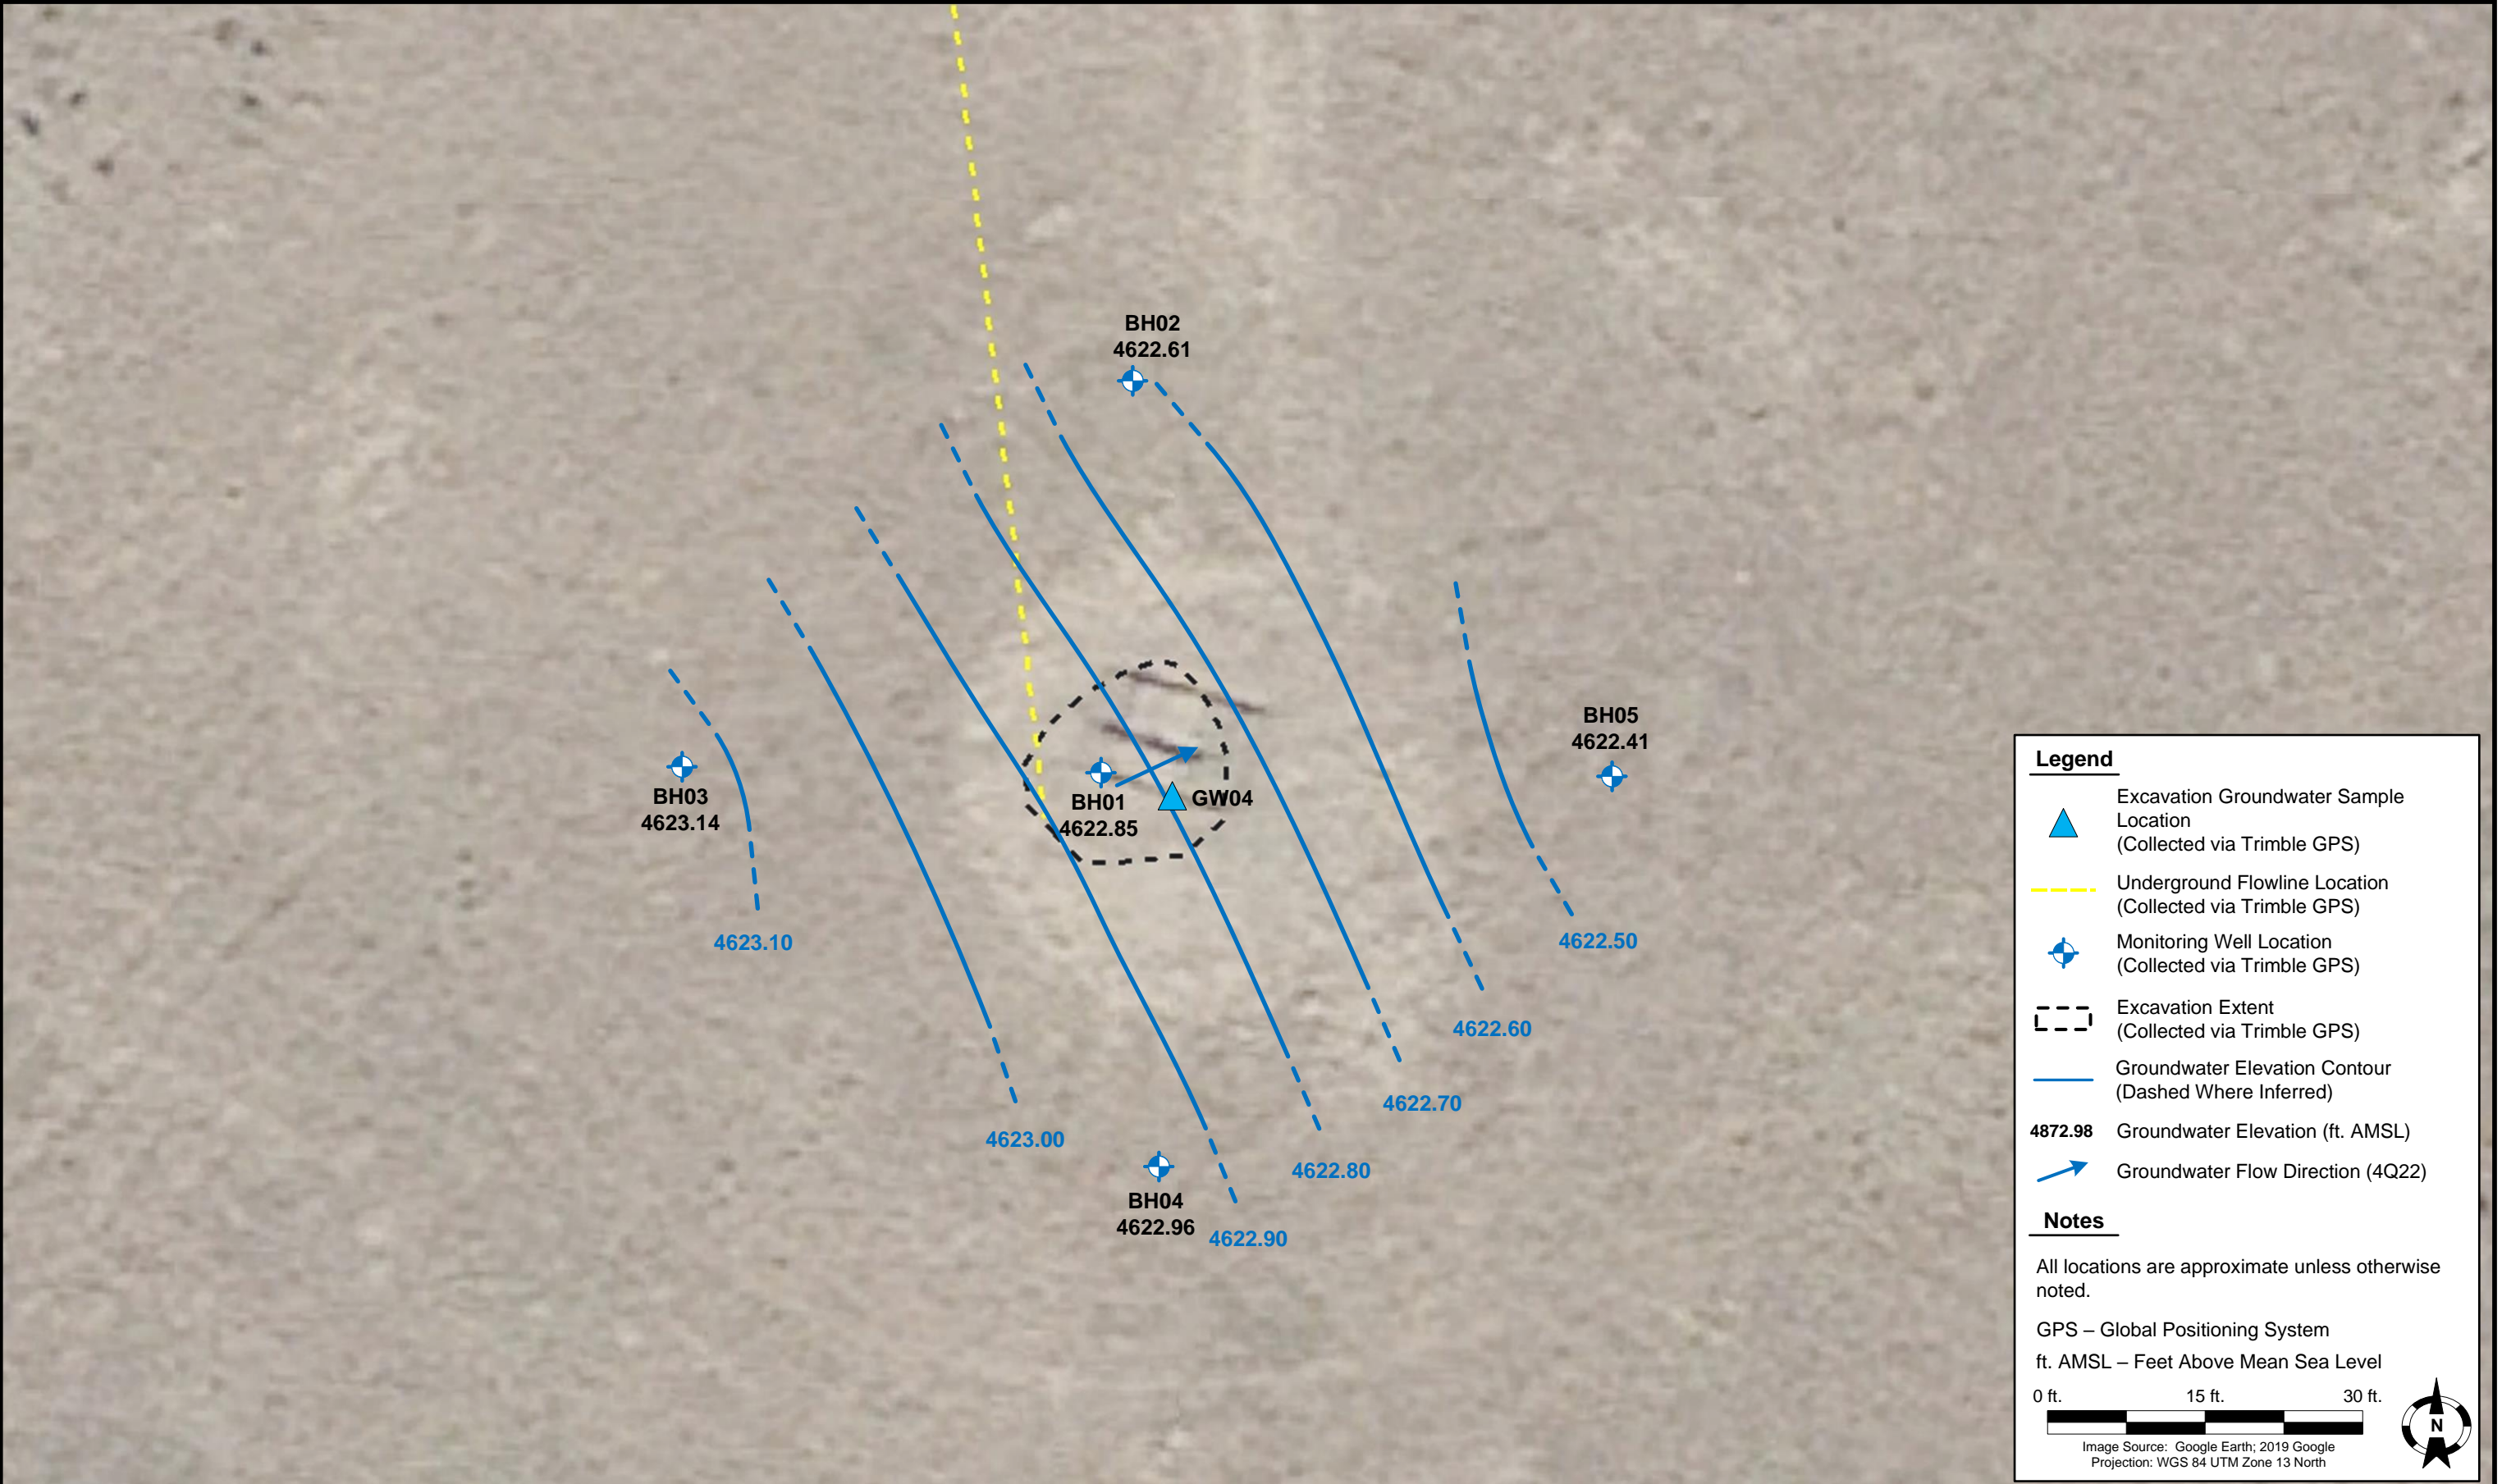 BH02
4622.61
BH05
4622.41
BH03
4623.14
BH01
4622.85
GW04
4623.10
4622.50
4622.60
4622.70
4623.00
4622.80
BH04
4622.96
4622.90
Legend
Excavation Groundwater Sample
Location
(Collected via Trimble GPS)
Underground Flowline Location
(Collected via Trimble GPS)
Monitoring Well Location
(Collected via Trimble GPS)
Excavation Extent
(Collected via Trimble GPS)
Groundwater Elevation Contour
(Dashed Where Inferred)
4872.98 Groundwater Elevation (ft. AMSL)
Groundwater Flow Direction (4Q22)
Notes
All locations are approximate unless otherwise
noted.
GPS – Global Positioning System
ft. AMSL – Feet Above Mean Sea Level
0 ft. 15 ft. 30 ft.
N
Image Source: Google Earth; 2019 Google
Projection: WGS 84 UTM Zone 13 North